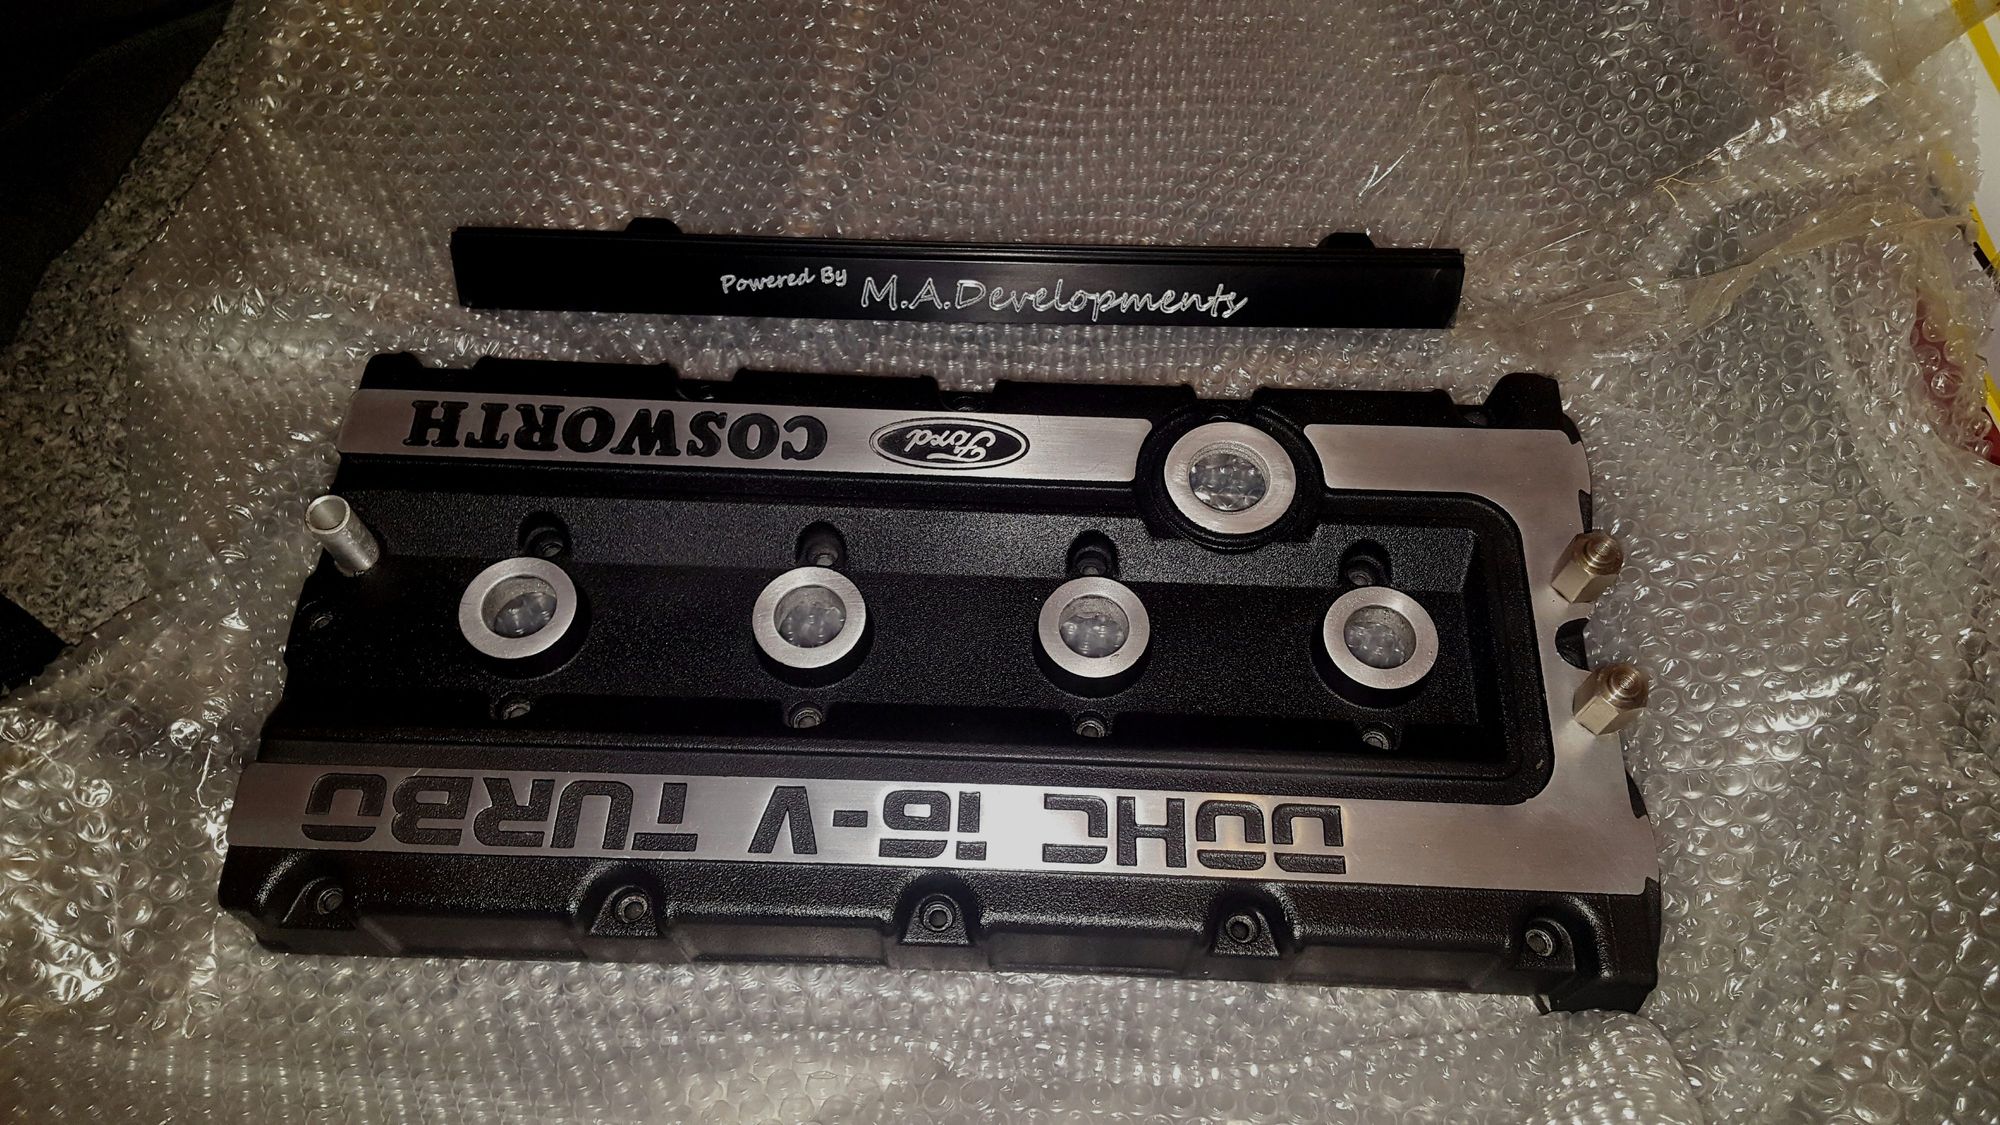 Powered By M.A.Developments
Ford COSWORTH
DOHC 16-V TURBO